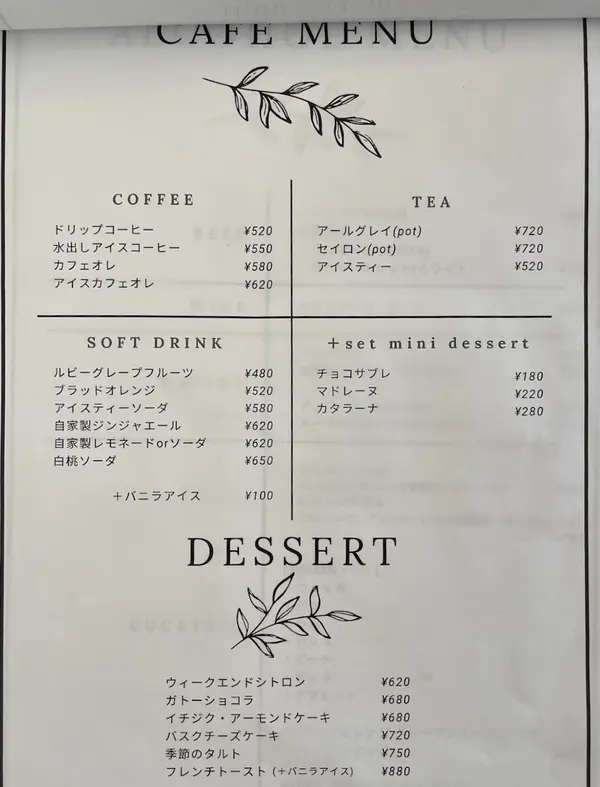 CAFE MENU
COFFEE
ドリップコーヒー ¥520
水出しアイスコーヒー ¥550
カフェオレ ¥580
アイスカフェオレ ¥620
TEA
アールグレイ(pot) ¥720
セイロン(pot) ¥720
アイスティー ¥520
SOFT DRINK
ルビーグレープフルーツ ¥480
ブラッドオレンジ ¥520
アイスティーソーダ ¥580
自家製ジンジャエール ¥620
自家製レモネードorソーダ ¥620
白桃ソーダ ¥650
＋バニラアイス ¥100
＋set mini dessert
チョコサブレ ¥180
マドレーヌ ¥220
カタラーナ ¥280
DESSERT
ウィークエンドシトロン ¥620
ガトーショコラ ¥680
イチジク・アーモンドケーキ ¥680
バスクチーズケーキ ¥720
季節のタルト ¥750
フレンチトースト (＋バニラアイス) ¥880